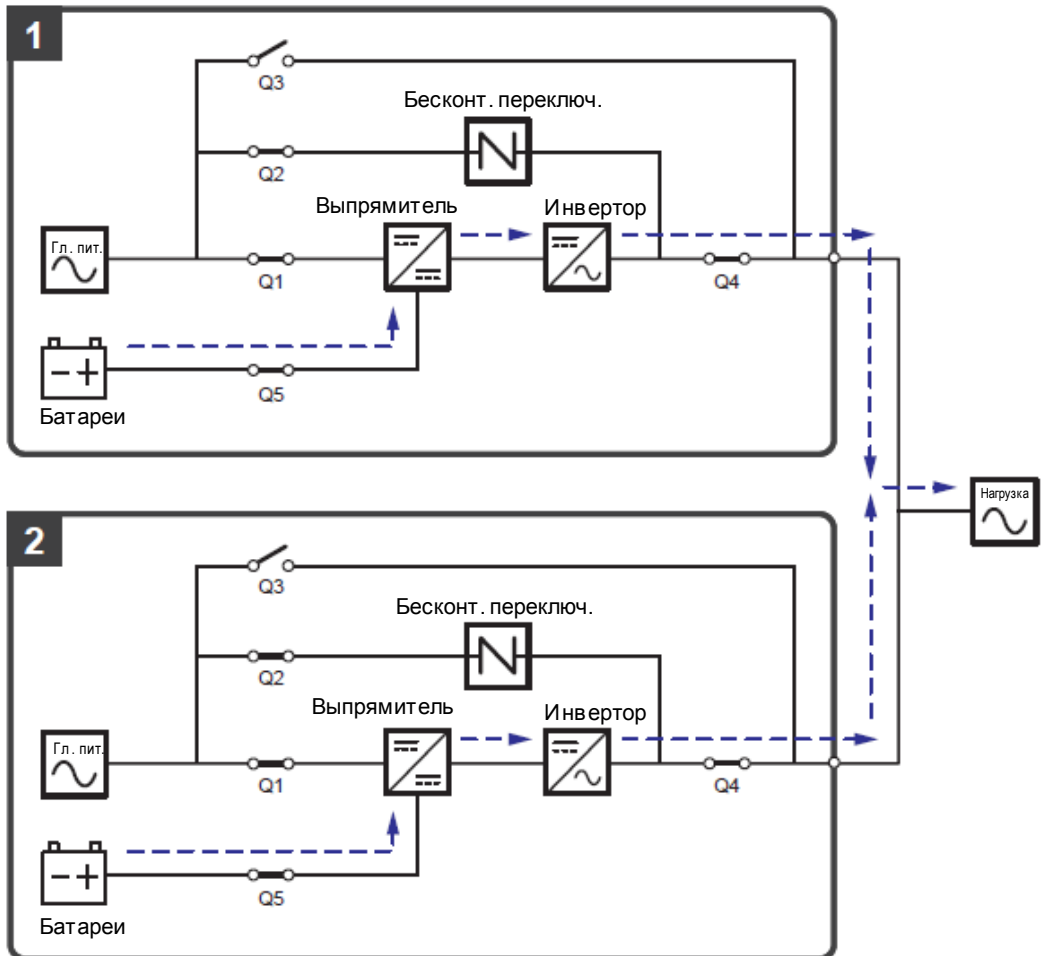 1
Q3
Бесконт. переключ.
Q2
Выпрямитель
Инвертор
Гл. пит.
Q1
Q4
Q5
Батареи
Нагрузка
2
Q3
Бесконт. переключ.
Q2
Выпрямитель
Инвертор
Гл. пит.
Q1
Q4
Q5
Батареи